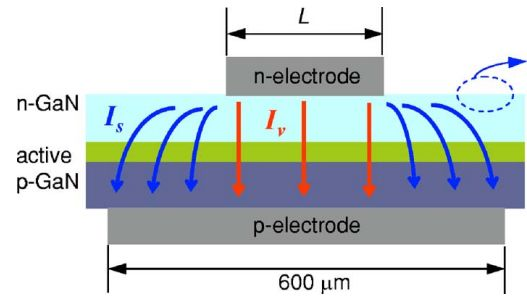 L
n-electrode
n-GaN
I_s
I_v
active
p-GaN
p-electrode
600 μm